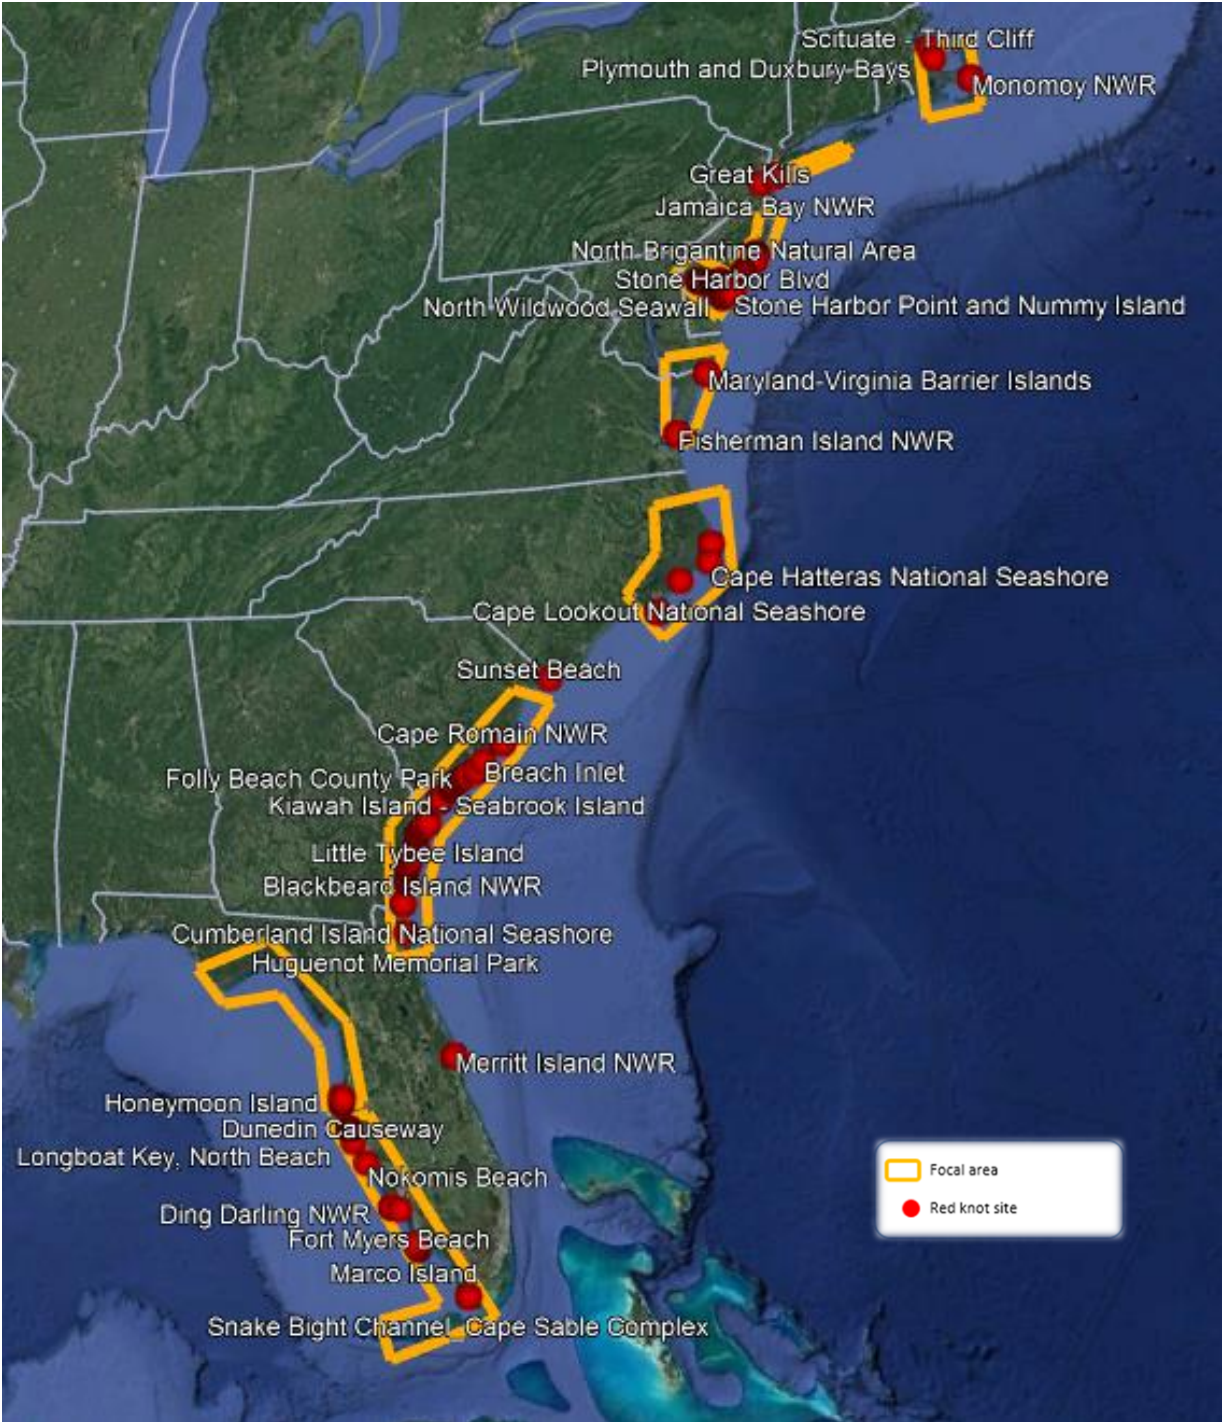 Scituate - Third Cliff
Plymouth and Duxbury Bays
Monomoy NWR
Great Kills
Jamaica Bay NWR
North Brigantine Natural Area
Stone Harbor Blvd
North Wildwood Seawall
Stone Harbor Point and Nummy Island
Maryland-Virginia Barrier Islands
Fisherman Island NWR
Cape Hatteras National Seashore
Cape Lookout National Seashore
Sunset Beach
Cape Romain NWR
Breach Inlet
Folly Beach County Park
Kiawah Island - Seabrook Island
Little Tybee Island
Blackbeard Island NWR
Cumberland Island National Seashore
Huguenot Memorial Park
Merritt Island NWR
Honeymoon Island
Dunedin Causeway
Longboat Key, North Beach
Nokomis Beach
Ding Darling NWR
Fort Myers Beach
Marco Island
Snake Bight Channel_Cape Sable Complex
Focal area
Red knot site